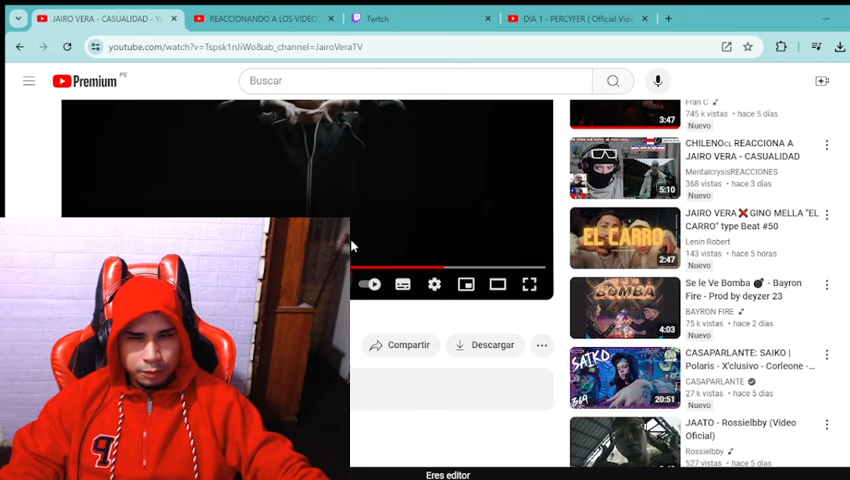 JAIRO VERA - CASUALIDAD - Yo
REACCIONANDO A LOS VIDEOS
Twitch
DIA 1 - PERCYFER ( Official Vide
youtube.com/watch?v=Tspsk1nJiWo&ab_channel=JairoVeraTV
Premium PE
Buscar
Fran C
745 k vistas • hace 5 días
Nuevo
3:47
CHILENOCL REACCIONA A
JAIRO VERA - CASUALIDAD
MentalcrysisREACCIONES
368 vistas • hace 3 días
Nuevo
5:10
JAIRO VERA❌GINO MELLA "EL
CARRO" type Beat #50
Lenin Robert
143 vistas • hace 5 horas
Nuevo
EL CARRO
2:47
Se le Ve Bomba 💣 - Bayron
Fire - Prod by deyzer 23
BAYRON FIRE
75 k vistas • hace 2 días
Nuevo
BOMBA
4:03
CASAPARLANTE: SAIKO |
Polaris - X'clusivo - Corleone -...
CASAPARLANTE
27 k vistas • hace 5 días
Nuevo
SAIKO
20:51
JAATO - Rossielbby (Video
Oficial)
Rossielbby
527 vistas • hace 5 días
Compartir
Descargar
9
Eres editor